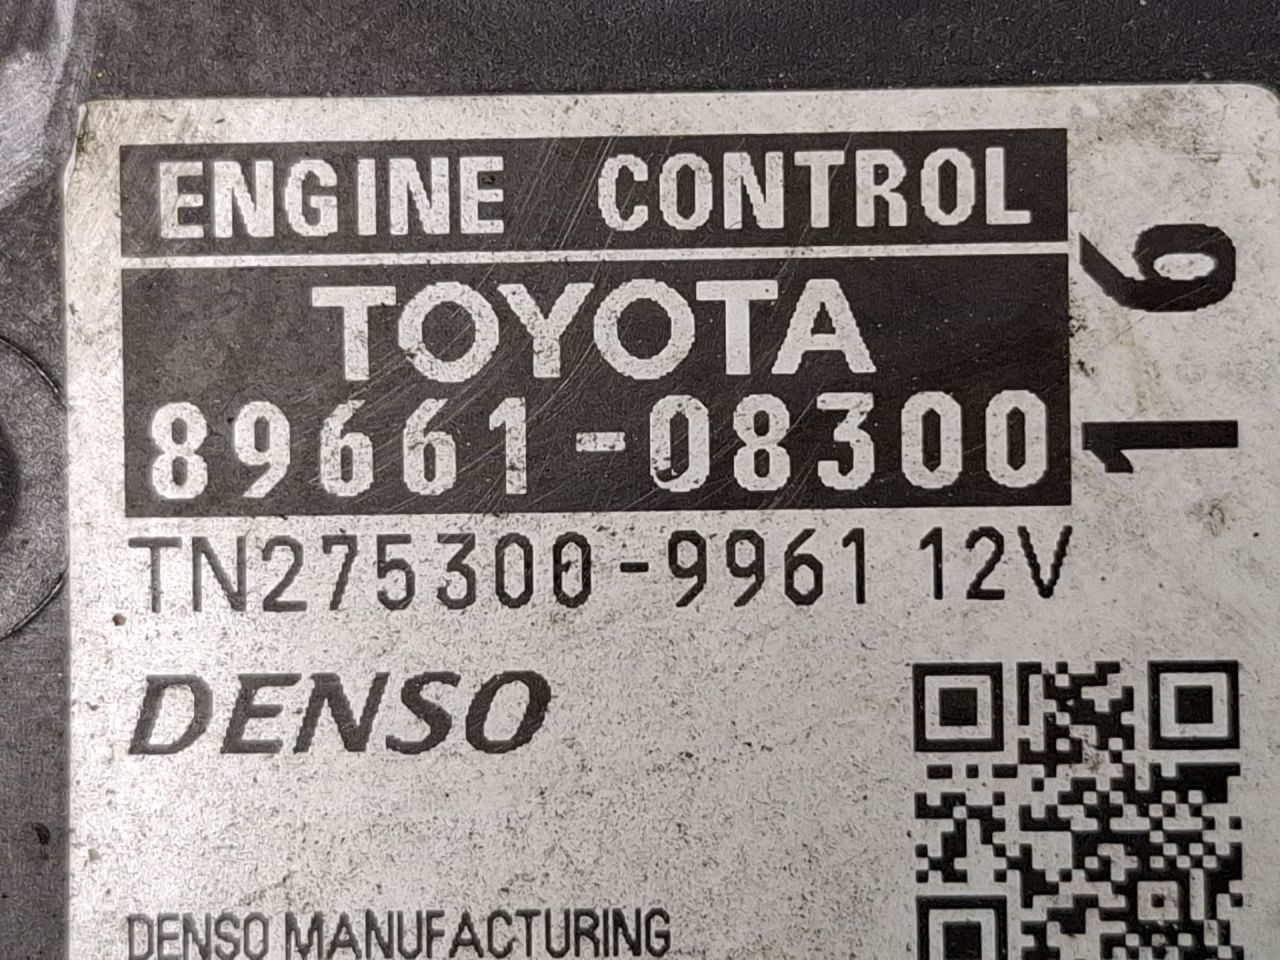 ENGINE CONTROL
TOYOTA
89661-08300
TN275300-9961 12V
16
DENSO
DENSO MANUFACTURING